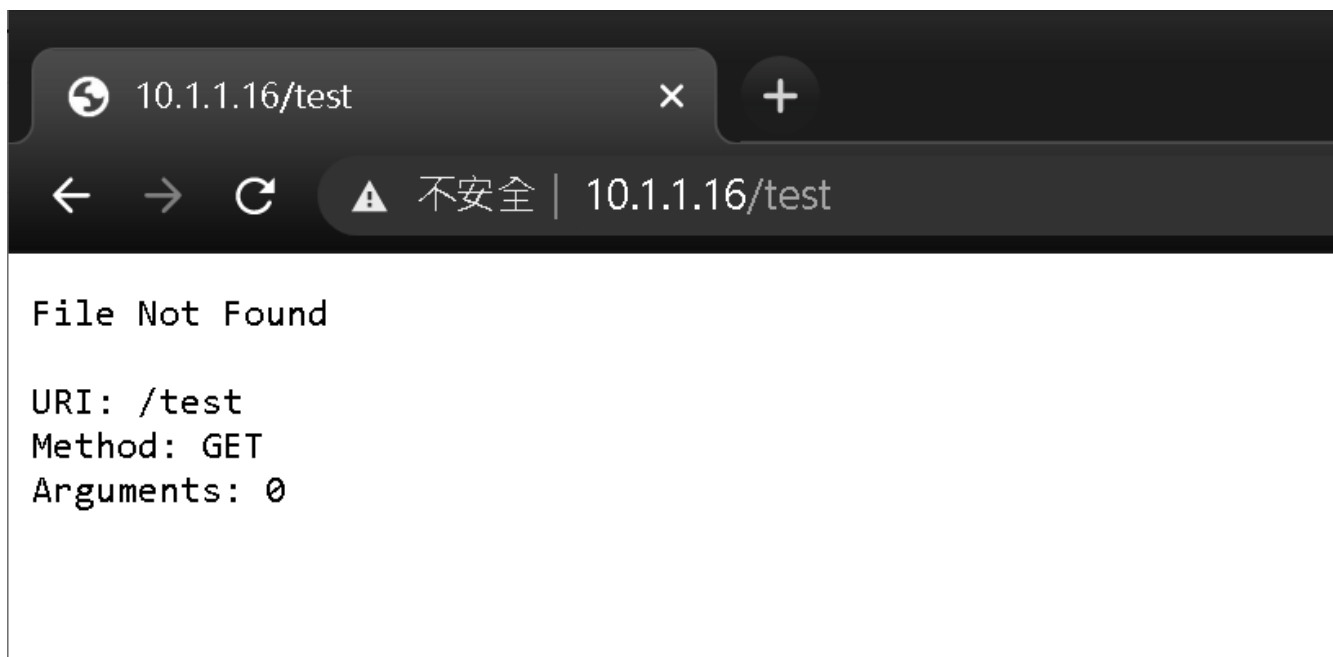 10.1.1.16/test
不安全 | 10.1.1.16/test
File Not Found
URI: /test
Method: GET
Arguments: 0